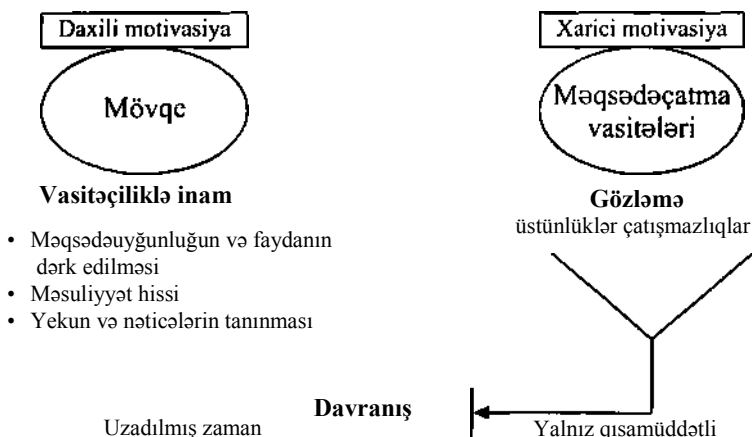 Daxili motivasiya
Mövqe
Vasitəçiliklə inam
• Məqsədəuyğunluğun və faydanın
dərk edilməsi
• Məsuliyyət hissi
• Yekun və nəticələrin tanınması
Xarici motivasiya
Məqsədəçatma
vasitələri
Gözləmə
üstünlüklər çatışmazlıqlar
Davranış
Uzadılmış zaman
Yalnız qısamüddətli